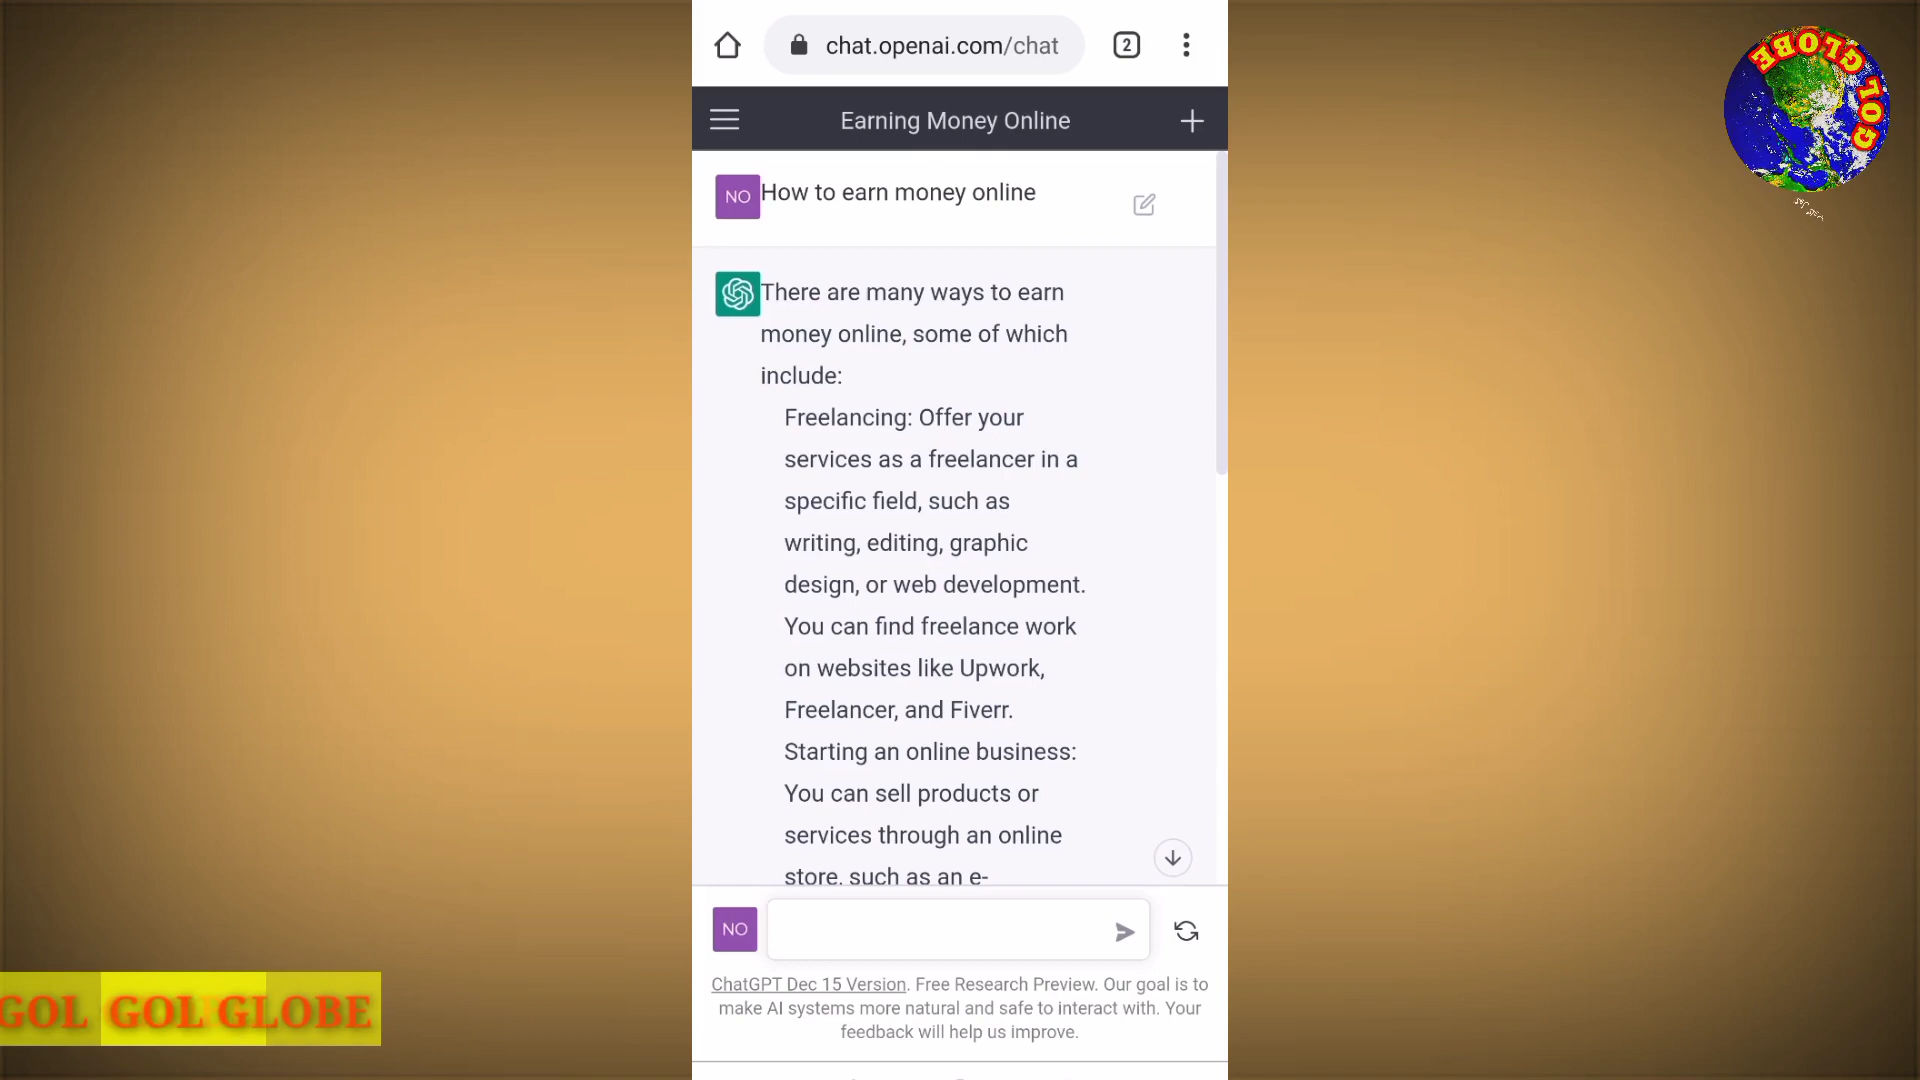 chat.openai.com/chat
2
Earning Money Online
NO
How to earn money online
There are many ways to earn
money online, some of which
include:
Freelancing: Offer your
services as a freelancer in a
specific field, such as
writing, editing, graphic
design, or web development.
You can find freelance work
on websites like Upwork,
Freelancer, and Fiverr.
Starting an online business:
You can sell products or
services through an online
store, such as an e-
NO
ChatGPT Dec 15 Version. Free Research Preview. Our goal is to
make AI systems more natural and safe to interact with. Your
feedback will help us improve.
GOL GLOBE
GOL GOL GLOBE